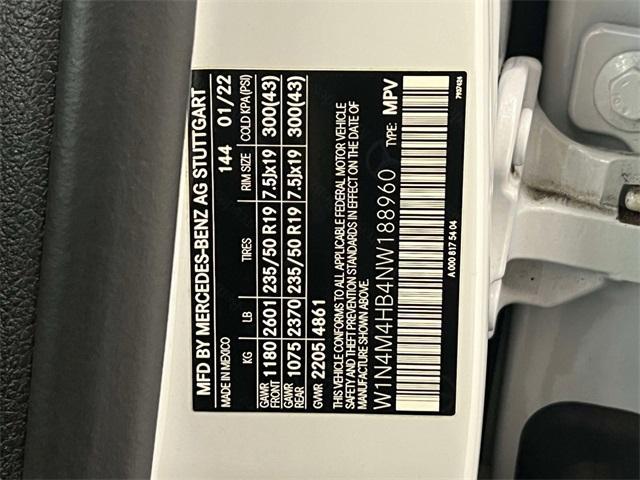 MFD BY MERCEDES-BENZ AG STUTTGART
MADE IN MEXICO 144 01/22
KG LB TIRES RIM SIZE COLD KPA (PSI)
GAWR FRONT 1180 2601 235/50 R19 7.5Jx19 300(43)
GAWR REAR 1075 2370 235/50 R19 7.5Jx19 300(43)
GVWR 2205 4861
THIS VEHICLE CONFORMS TO ALL APPLICABLE FEDERAL MOTOR VEHICLE
SAFETY AND THEFT PREVENTION STANDARDS IN EFFECT ON THE DATE OF
MANUFACTURE SHOWN ABOVE.
W1N4M4HB4NW188960 TYPE: MPV
A 000 817 54 04
7907426